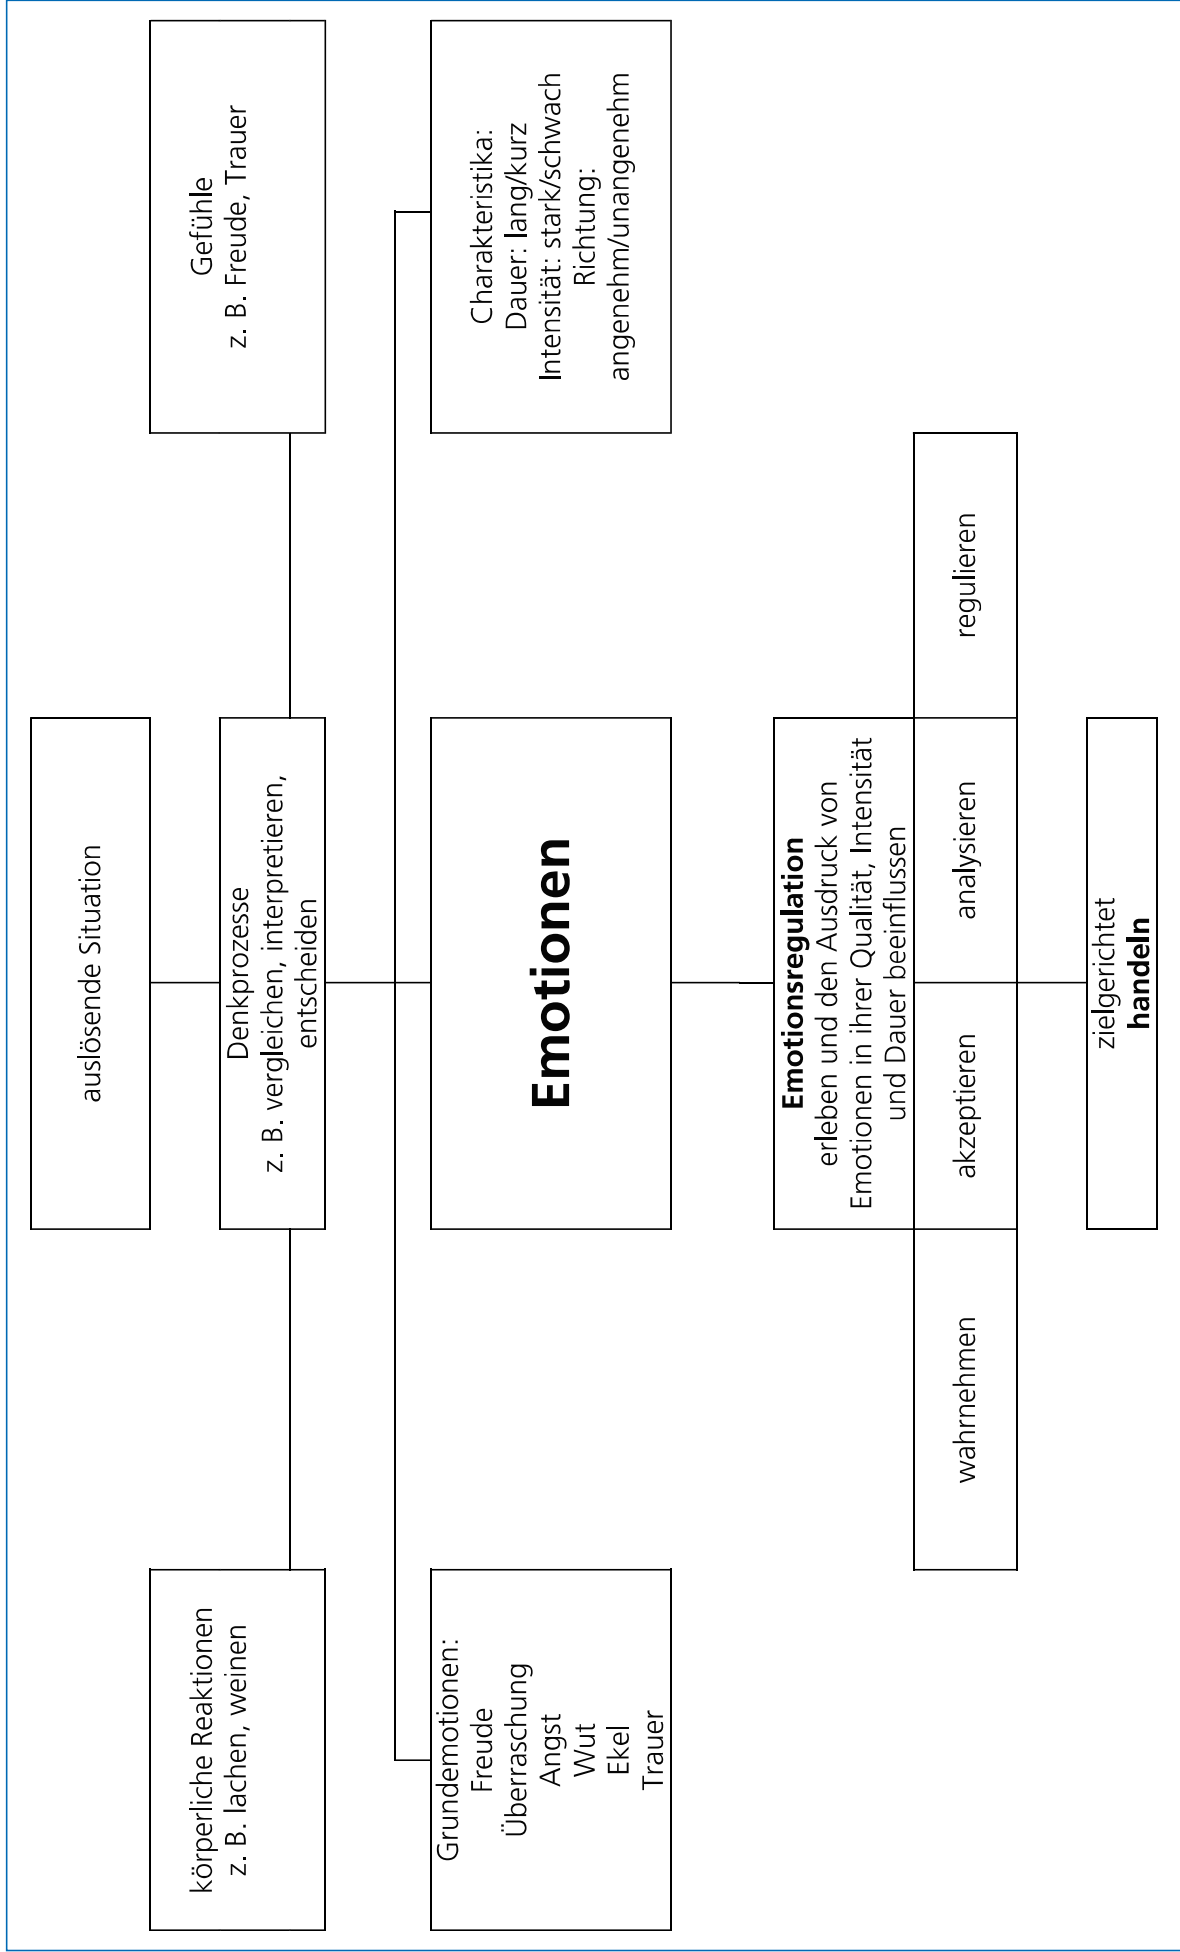 auslösende Situation
körperliche Reaktionen
z. B. lachen, weinen
Denkprozesse
z. B. vergleichen, interpretieren,
entscheiden
Gefühle
z. B. Freude, Trauer
Grundemotionen:
Freude
Überraschung
Angst
Wut
Ekel
Trauer
Emotionen
Charakteristika:
Dauer: lang/kurz
Intensität: stark/schwach
Richtung:
angenehm/unangenehm
Emotionsregulation
erleben und den Ausdruck von
Emotionen in ihrer Qualität, Intensität
und Dauer beeinflussen
wahrnehmen
akzeptieren
analysieren
regulieren
zielgerichtet
handeln